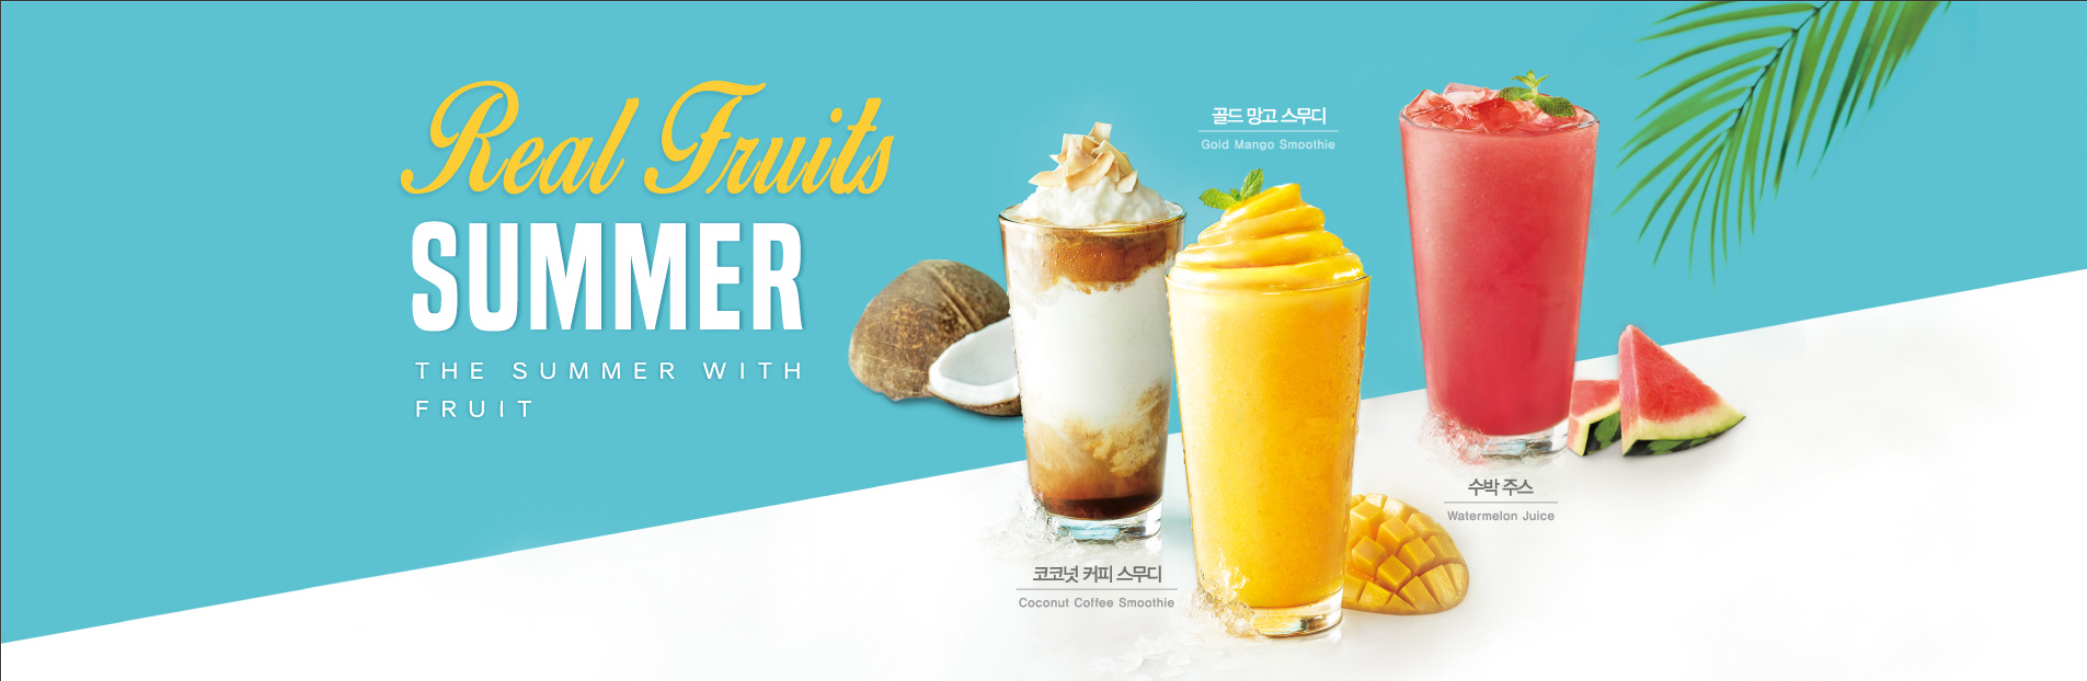 Real Fruits
SUMMER
THE SUMMER WITH
FRUIT
골드 망고 스무디
Gold Mango Smoothie
수박 주스
Watermelon Juice
코코넛 커피 스무디
Coconut Coffee Smoothie